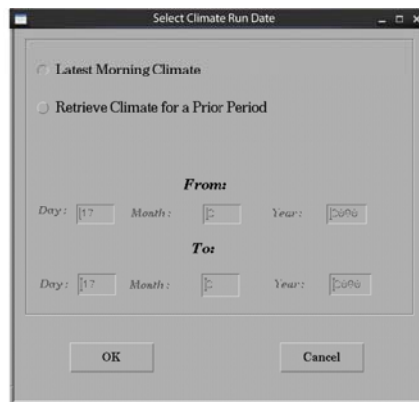 Select Climate Run Date
Latest Morning Climate
Retrieve Climate for a Prior Period
From:
Day: 17 Month: Year:
To:
Day: 17 Month: Year:
OK Cancel